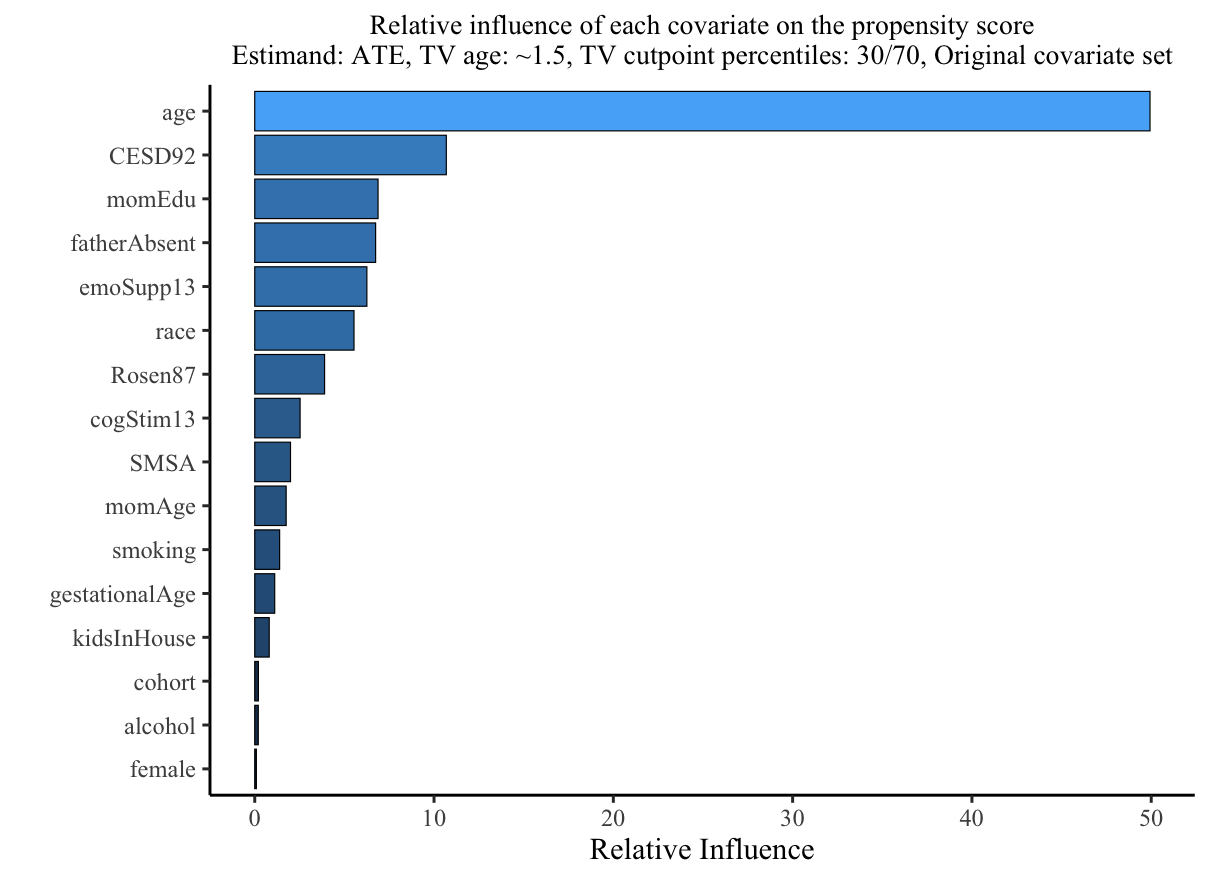 Relative influence of each covariate on the propensity score
Estimand: ATE, TV age: ~1.5, TV cutpoint percentiles: 30/70, Original covariate set
age
CESD92
momEdu
fatherAbsent
emoSupp13
race
Rosen87
cogStim13
SMSA
momAge
smoking
gestationalAge
kidsInHouse
cohort
alcohol
female
0 10 20 30 40 50
Relative Influence